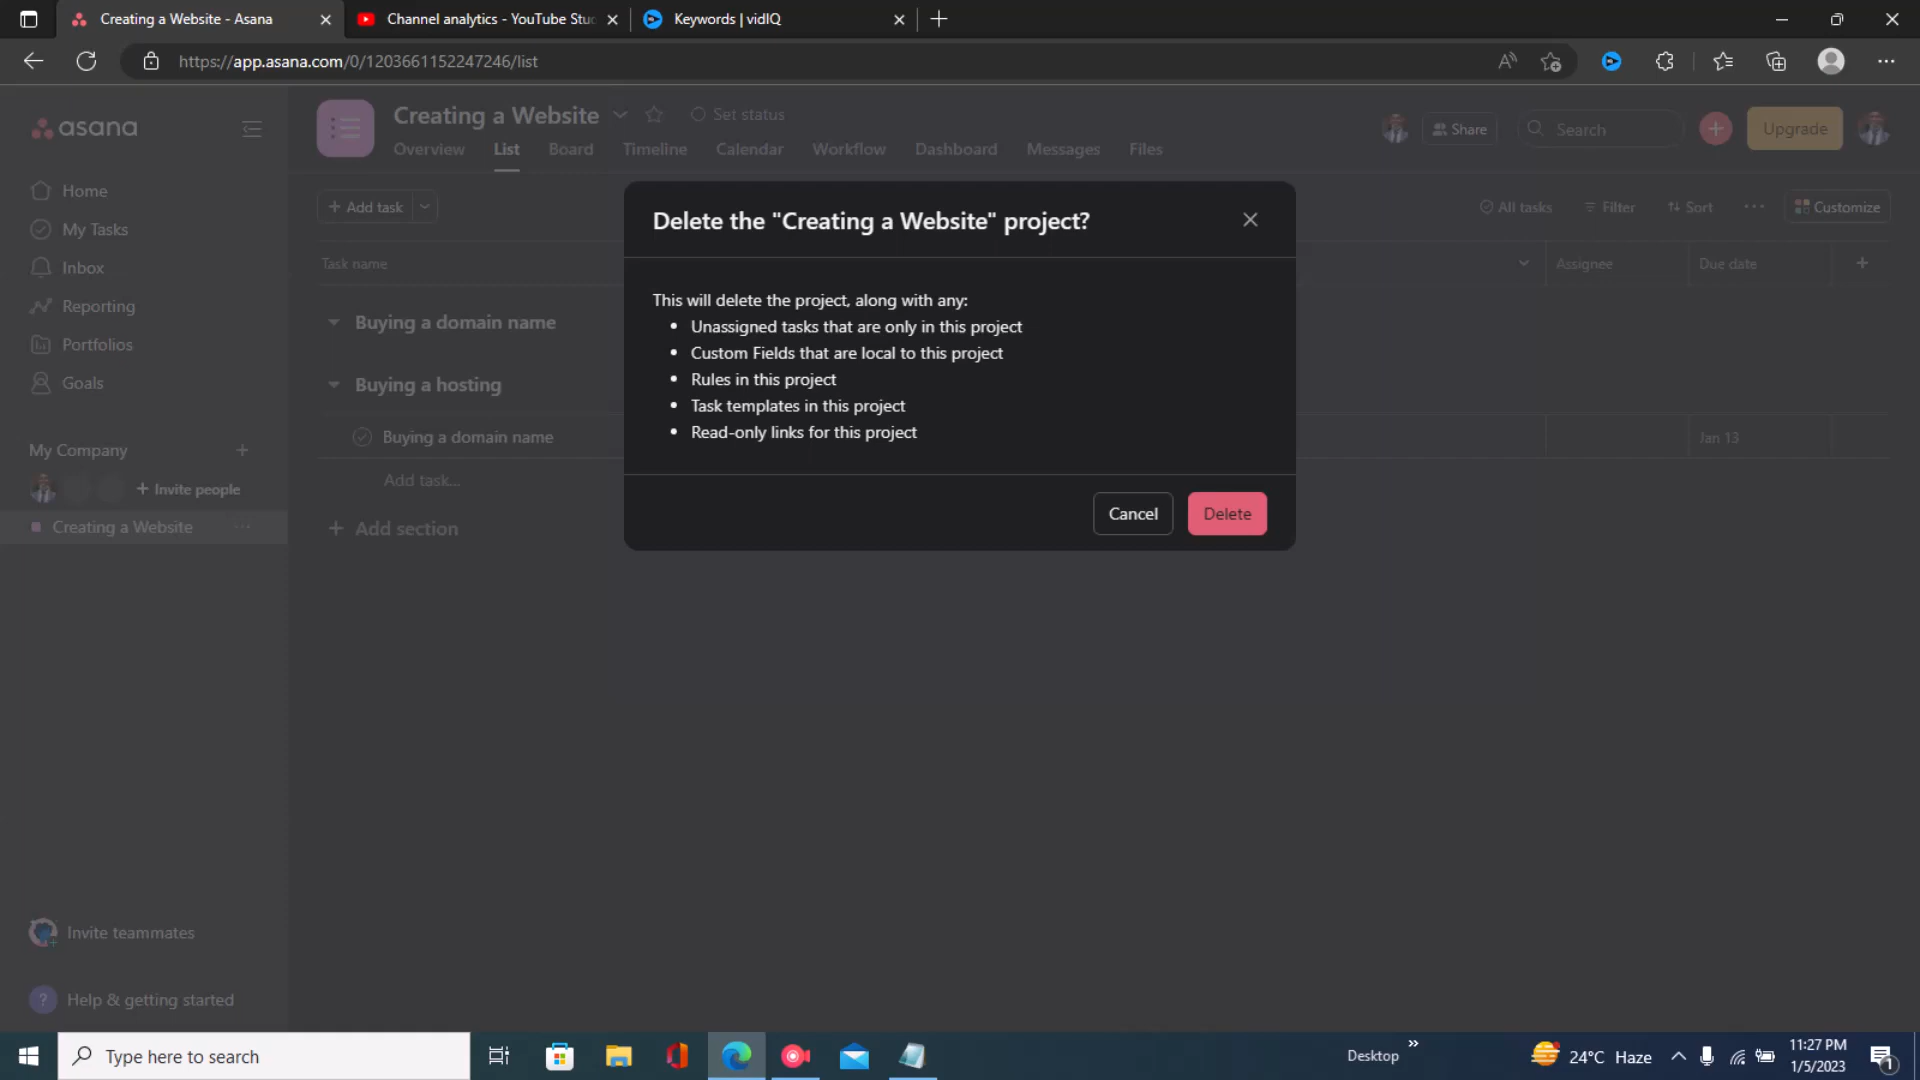 Creating a Website - Asana
Channel analytics - YouTube Stu
Keywords | vidIQ
https://app.asana.com/0/1203661152247246/list
asana
Creating a Website
Set status
Share
Search
Upgrade
Overview
List
Board
Timeline
Calendar
Workflow
Dashboard
Messages
Files
Home
My Tasks
Inbox
Reporting
Portfolios
Goals
My Company
Invite people
Creating a Website
Invite teammates
? Help & getting started
+ Add task
All tasks
Filter
Sort
Customize
Task name
Assignee
Due date
Buying a domain name
Buying a hosting
Buying a domain name
Jan 13
Add task...
+ Add section
Delete the "Creating a Website" project?
This will delete the project, along with any:
• Unassigned tasks that are only in this project
• Custom Fields that are local to this project
• Rules in this project
• Task templates in this project
• Read-only links for this project
Cancel
Delete
Type here to search
Desktop
24°C Haze
11:27 PM
1/5/2023
1